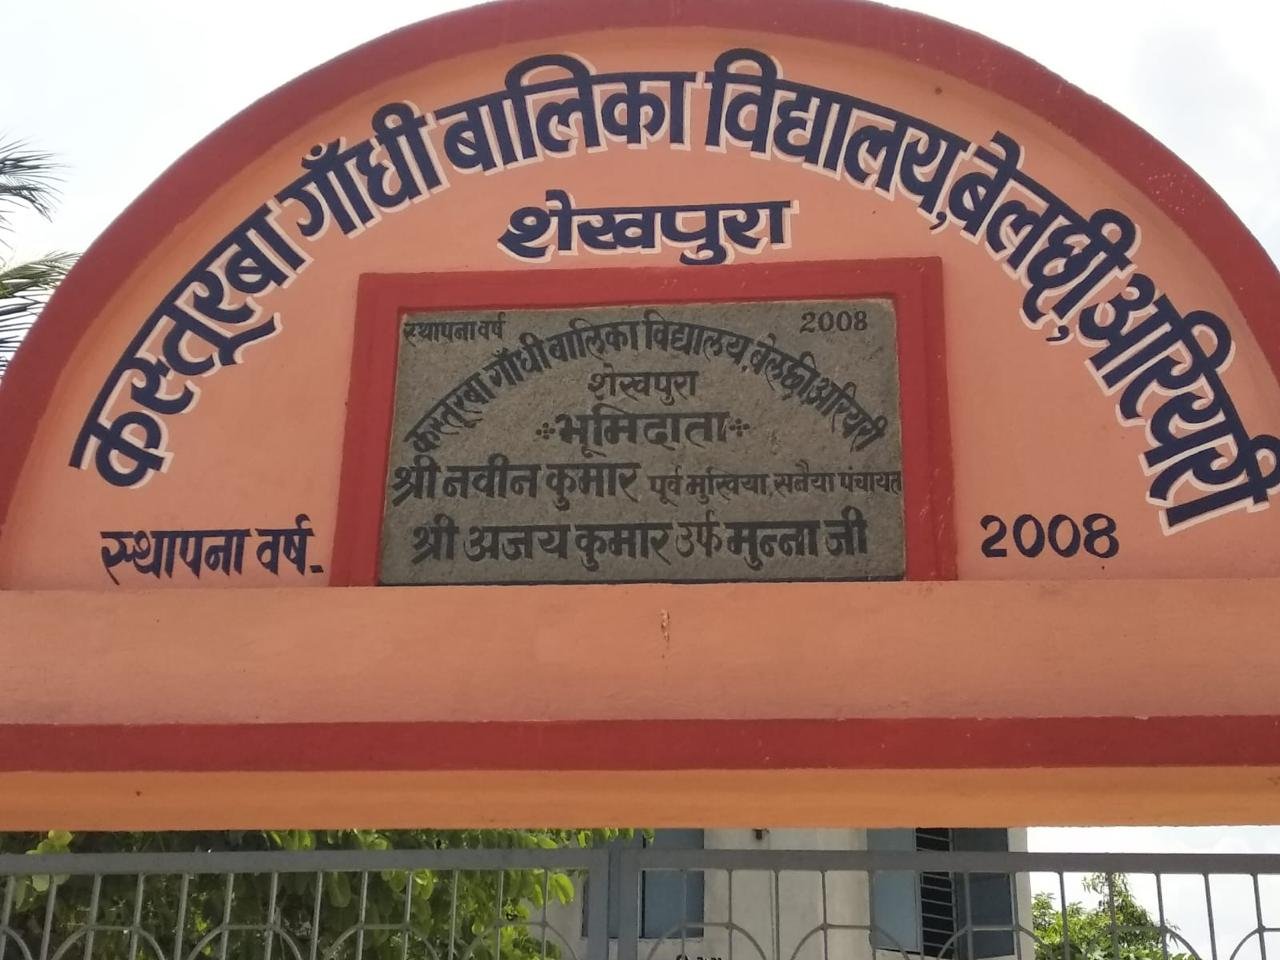 कस्तूरबा गाँधी बालिका विद्यालय, बेलछी, अरियरी
शेखपुरा
स्थापना वर्ष 2008
कस्तूरबा गाँधी बालिका विद्यालय, बेलछी, अरियरी
शेखपुरा
भूमिदाता
श्री नवीन कुमार पूर्व मुखिया, सनैया पंचायत
श्री अजय कुमार उर्फ मुन्ना जी
स्थापना वर्ष- 2008